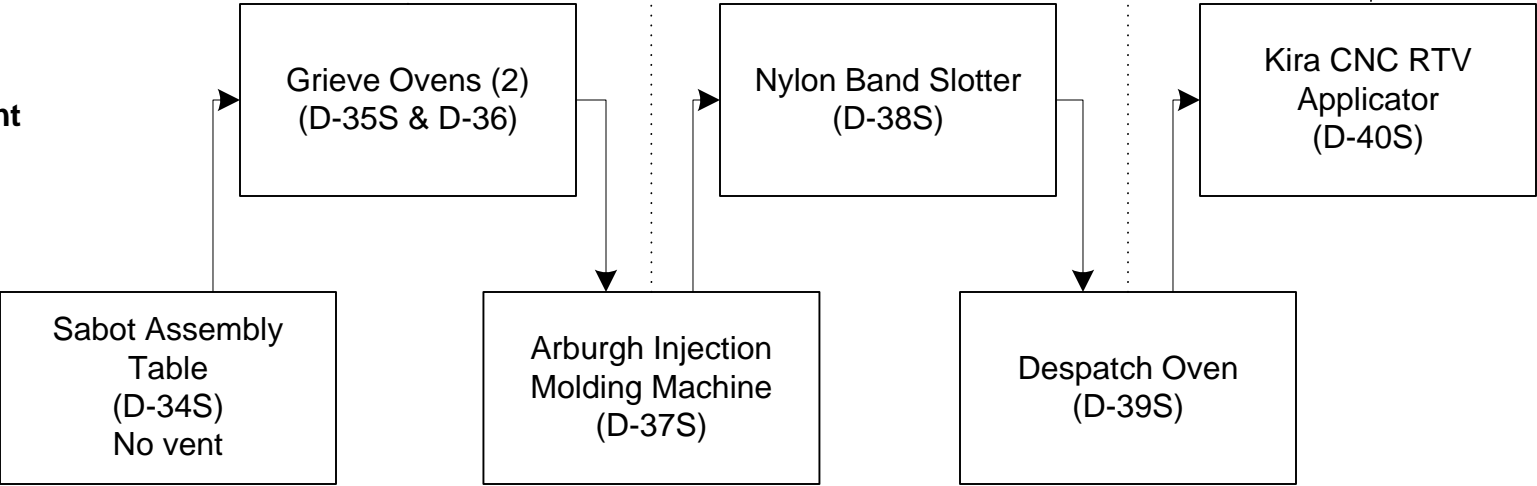 nt
Grieve Ovens (2)
(D-35S & D-36)
Nylon Band Slotter
(D-38S)
Kira CNC RTV
Applicator
(D-40S)
Sabot Assembly
Table
(D-34S)
No vent
Arburgh Injection
Molding Machine
(D-37S)
Despatch Oven
(D-39S)